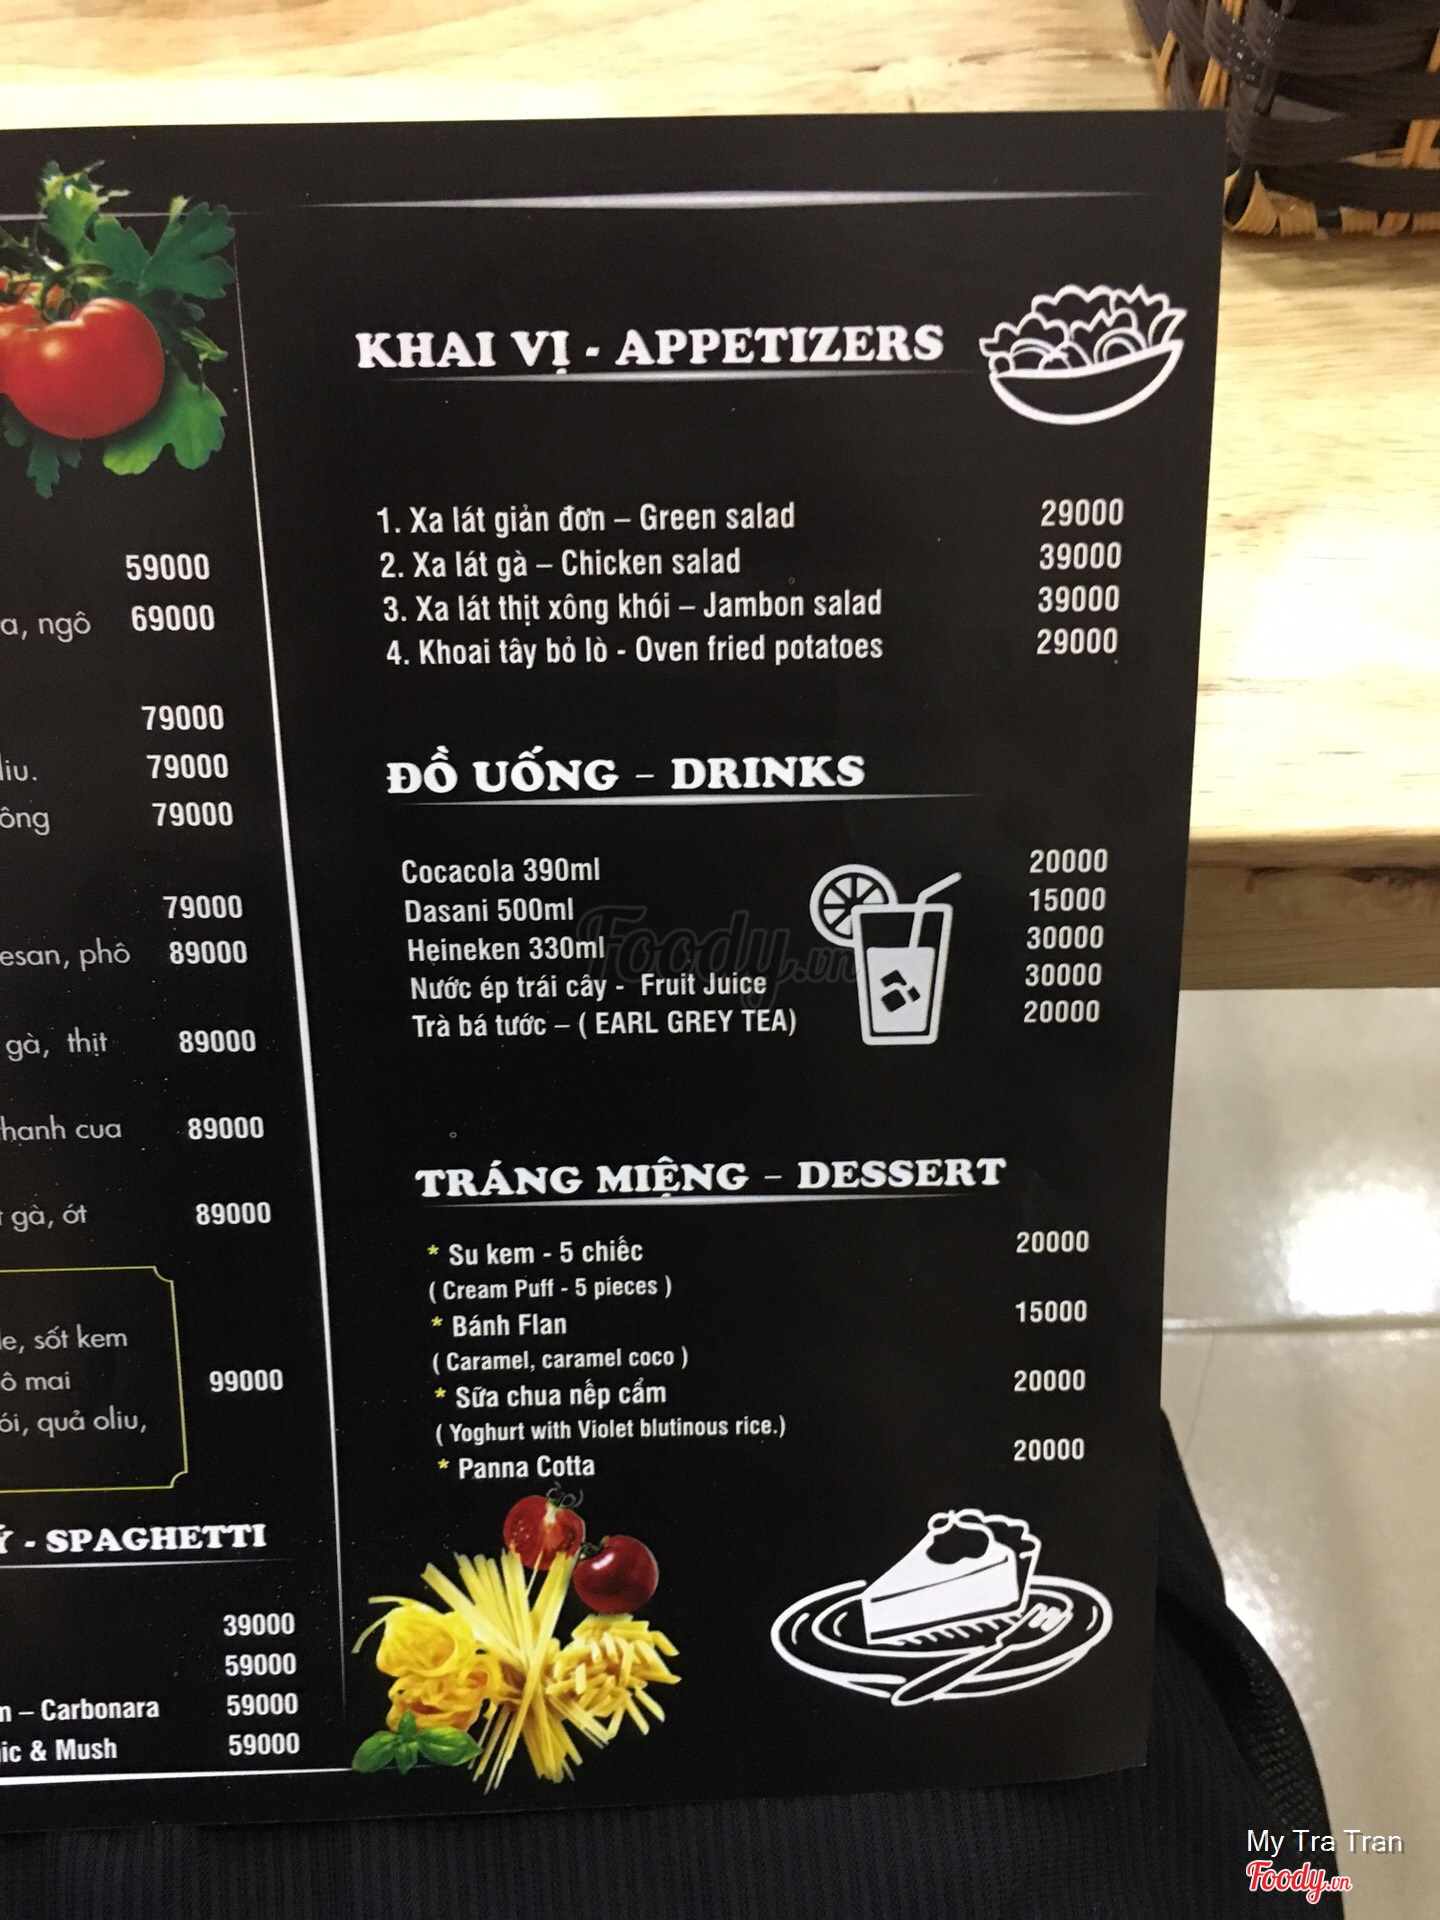 59000
a, ngô 69000
79000
liu. 79000
ông 79000
79000
esan, phô 89000
gà, thịt 89000
hanh cua 89000
gà, ớt 89000
e, sốt kem
ô mai 99000
ói, quả oliu,
Ý - SPAGHETTI
39000
59000
n – Carbonara 59000
ic & Mush 59000
KHAI VỊ - APPETIZERS
1. Xa lát giản đơn – Green salad 29000
2. Xa lát gà – Chicken salad 39000
3. Xa lát thịt xông khói – Jambon salad 39000
4. Khoai tây bỏ lò - Oven fried potatoes 29000
ĐỒ UỐNG – DRINKS
Cocacola 390ml 20000
Dasani 500ml 15000
Heineken 330ml 30000
Nước ép trái cây - Fruit Juice 30000
Trà bá tước – ( EARL GREY TEA) 20000
Foody.vn
TRÁNG MIỆNG – DESSERT
* Su kem - 5 chiếc 20000
( Cream Puff - 5 pieces )
* Bánh Flan 15000
( Caramel, caramel coco )
* Sữa chua nếp cẩm 20000
( Yoghurt with Violet blutinous rice.)
* Panna Cotta 20000
My Tra Tran
Foody.vn